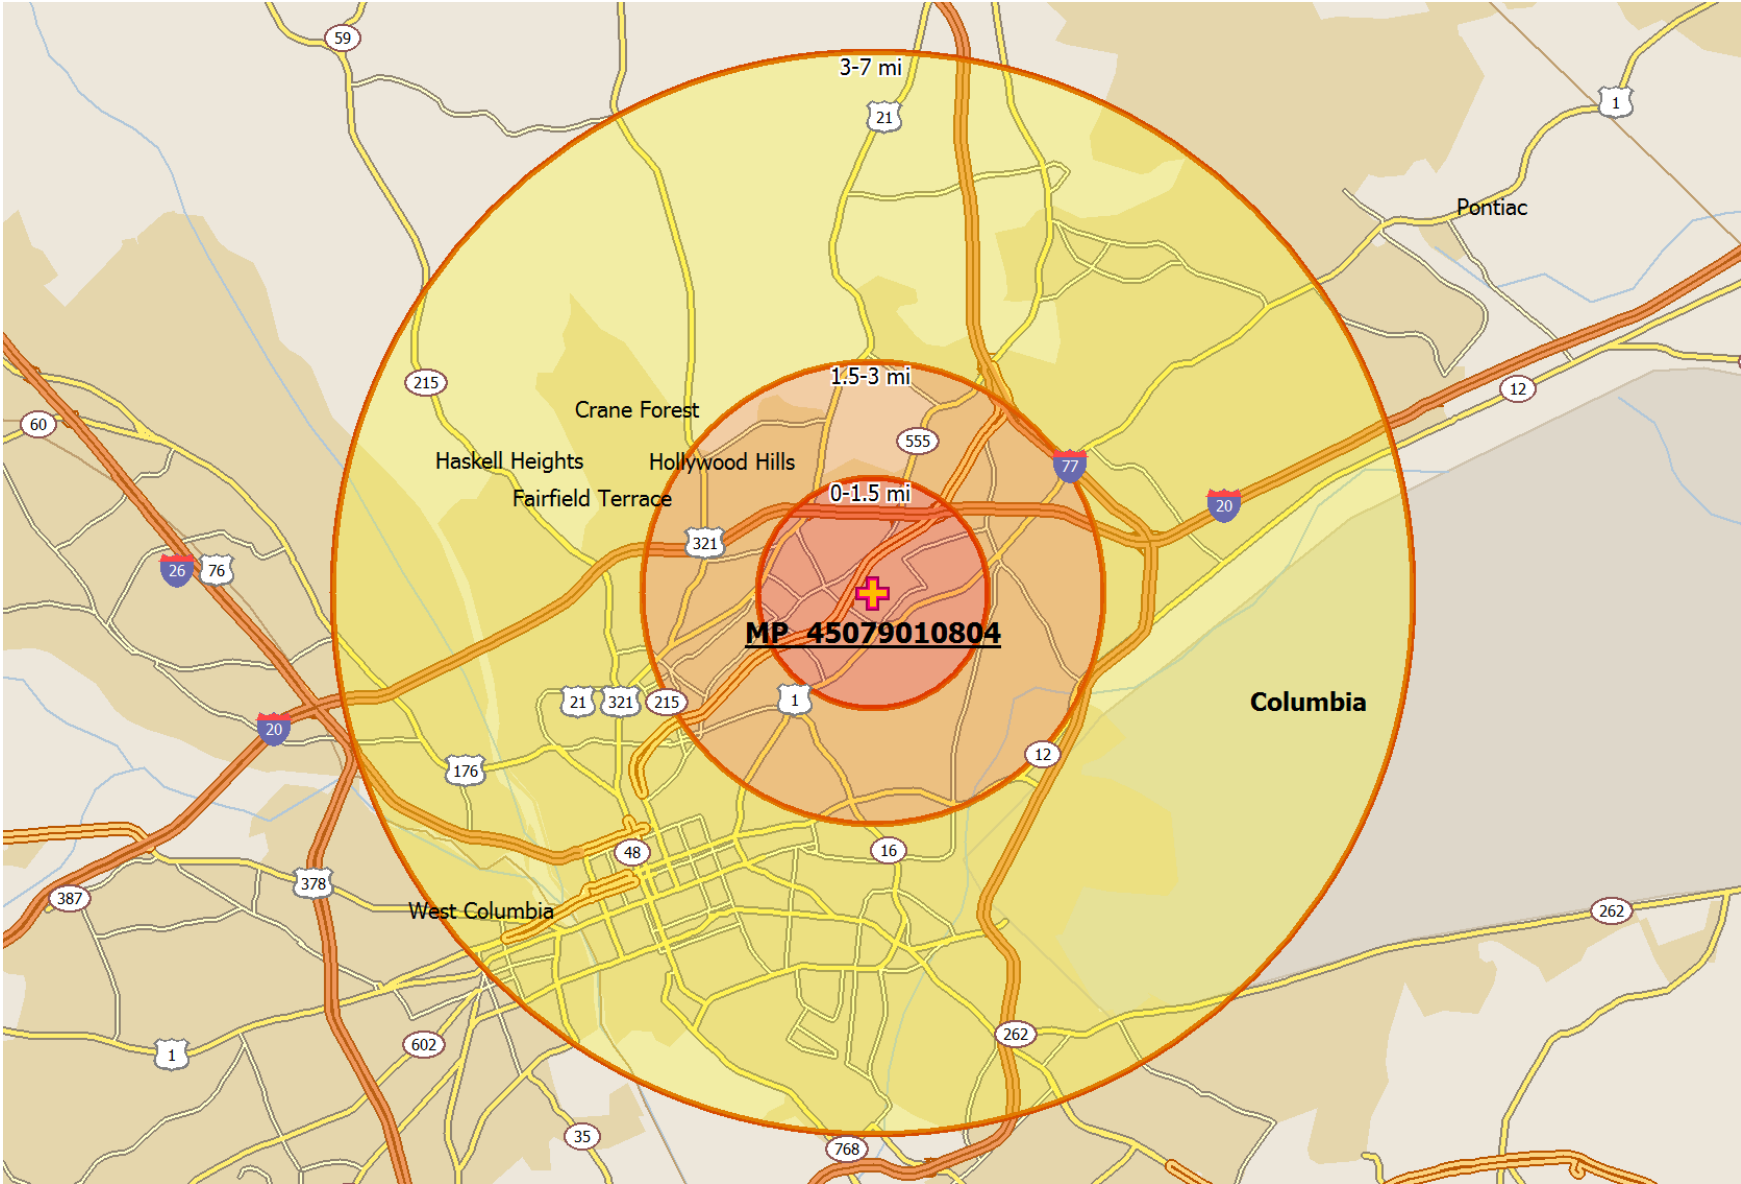 59
3-7 mi
21
1
Pontiac
215
1.5-3 mi
12
Crane Forest
60
555
Haskell Heights
Hollywood Hills
77
0-1.5 mi
Fairfield Terrace
20
321
26
76
MP 45079010804
21
321
215
1
Columbia
20
12
176
48
16
378
387
West Columbia
262
262
602
1
35
768